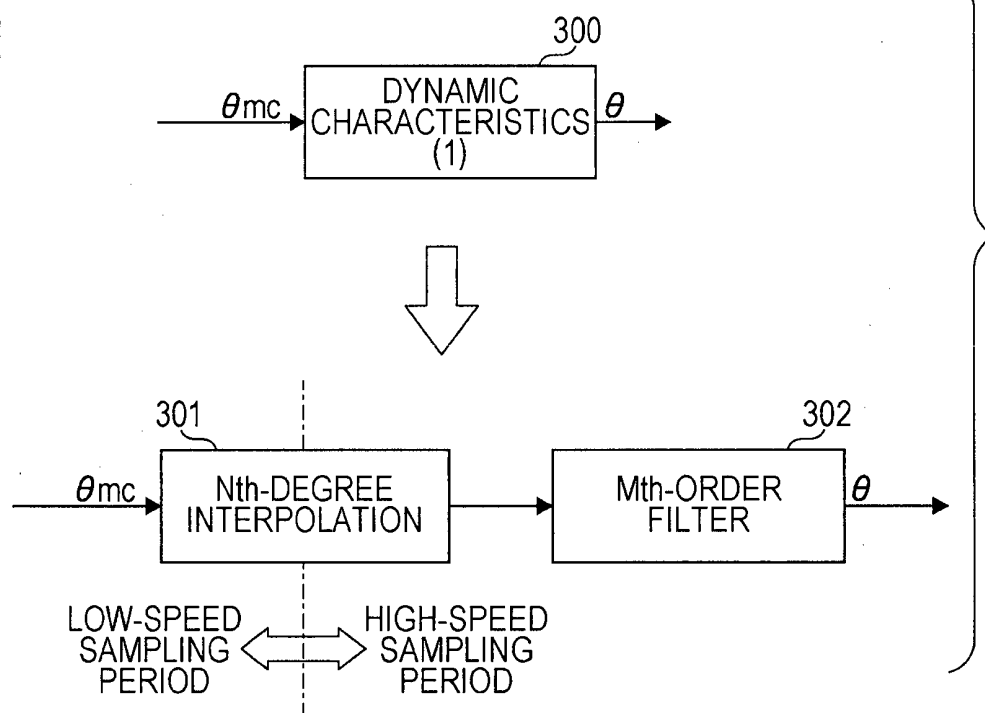 300
θmc
DYNAMIC
CHARACTERISTICS
(1)
θ
301
302
θmc
Nth-DEGREE
INTERPOLATION
Mth-ORDER
FILTER
θ
LOW-SPEED
SAMPLING
PERIOD
HIGH-SPEED
SAMPLING
PERIOD